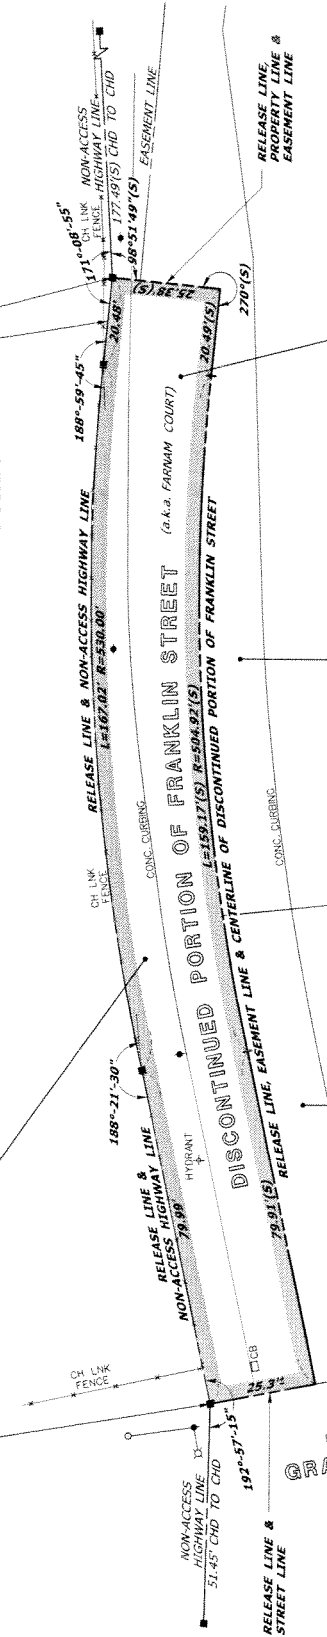 NON-ACCESS
HIGHWAY LINE
177.49'(S) CHD TO CHD
EASEMENT LINE
RELEASE LINE,
PROPERTY LINE &
EASEMENT LINE
CH LNK
FENCE
171°-08'-55"
98°51'49"(S)
25.38'(S)
270°(S)
20.48'
20.49'(S)
188°-59'-45"
(a.k.a. FARNAM COURT)
RELEASE LINE & NON-ACCESS HIGHWAY LINE
L=167.02' R=530.00'
DISCONTINUED PORTION OF FRANKLIN STREET
L=159.17'(S) R=504.92'(S)
RELEASE LINE, EASEMENT LINE & CENTERLINE OF DISCONTINUED PORTION OF FRANKLIN STREET
CONC. CURBING
CONC. CURBING
CH LNK
FENCE
188°-21'-30"
HYDRANT
RELEASE LINE &
NON-ACCESS HIGHWAY LINE
79.99'
79.91'(S)
CH LNK
FENCE
CB
25.3'±
192°-57'-15"
NON-ACCESS
HIGHWAY LINE
51.45' CHD TO CHD
RELEASE LINE &
STREET LINE
GRA